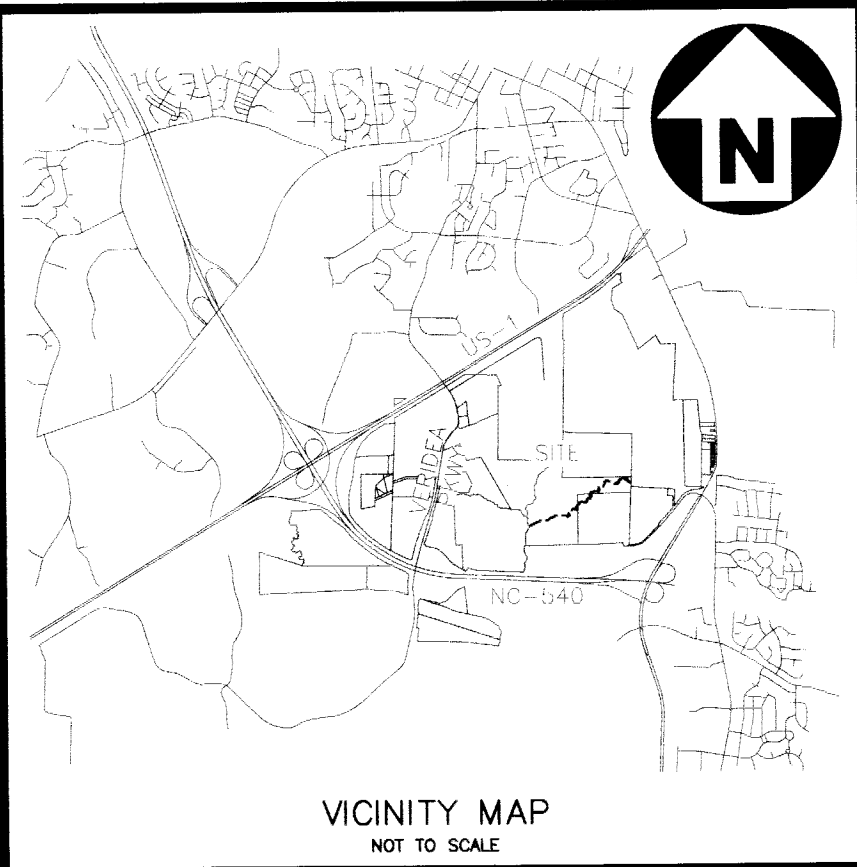 N
US-1
SITE
VERIDEA
PKWY
NC-540
VICINITY MAP
NOT TO SCALE